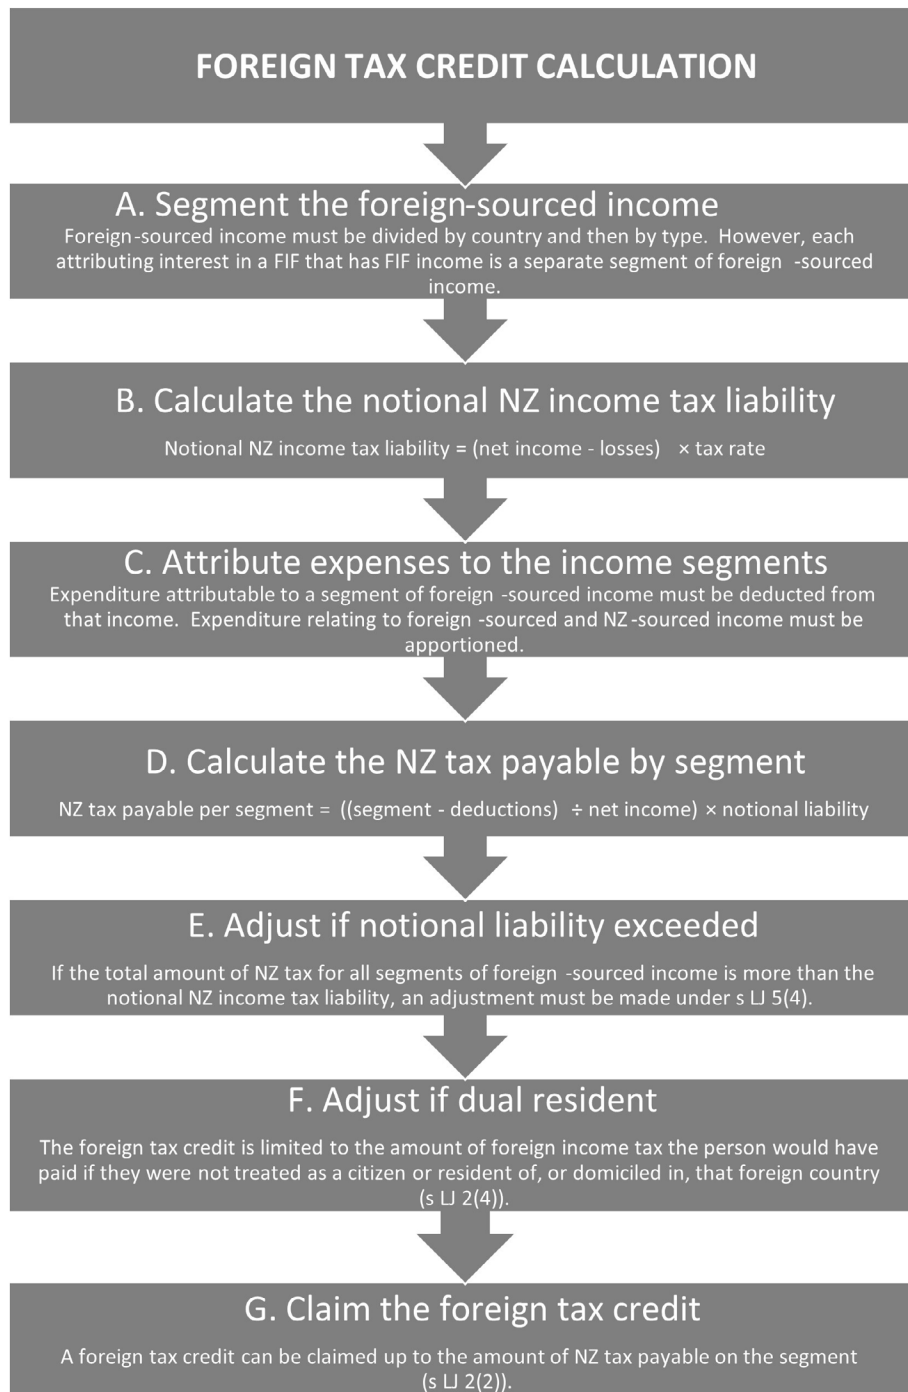 FOREIGN TAX CREDIT CALCULATION
A. Segment the foreign-sourced income
Foreign-sourced income must be divided by country and then by type. However, each
attributing interest in a FIF that has FIF income is a separate segment of foreign -sourced
income.
B. Calculate the notional NZ income tax liability
Notional NZ income tax liability = (net income - losses) × tax rate
C. Attribute expenses to the income segments
Expenditure attributable to a segment of foreign -sourced income must be deducted from
that income. Expenditure relating to foreign -sourced and NZ -sourced income must be
apportioned.
D. Calculate the NZ tax payable by segment
NZ tax payable per segment = ((segment - deductions) ÷ net income) × notional liability
E. Adjust if notional liability exceeded
If the total amount of NZ tax for all segments of foreign -sourced income is more than the
notional NZ income tax liability, an adjustment must be made under s LJ 5(4).
F. Adjust if dual resident
The foreign tax credit is limited to the amount of foreign income tax the person would have
paid if they were not treated as a citizen or resident of, or domiciled in, that foreign country
(s LJ 2(4)).
G. Claim the foreign tax credit
A foreign tax credit can be claimed up to the amount of NZ tax payable on the segment
(s LJ 2(2)).